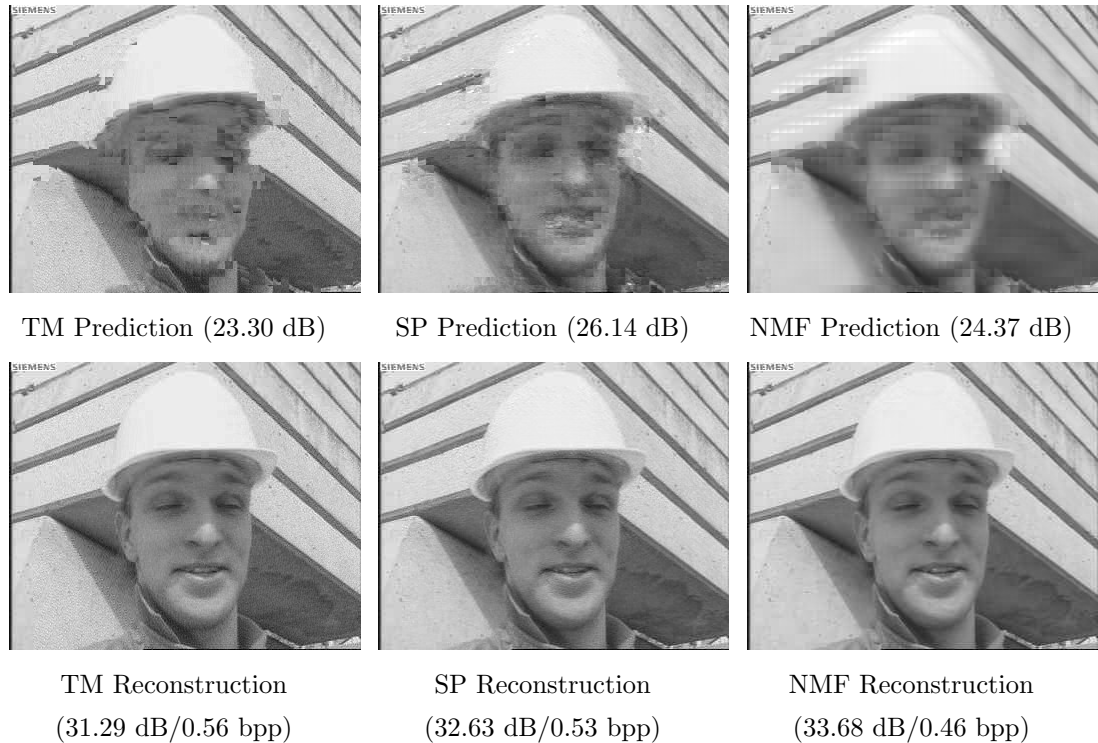 SIEMENS SIEMENS SIEMENS
TM Prediction (23.30 dB) SP Prediction (26.14 dB) NMF Prediction (24.37 dB)
SIEMENS SIEMENS SIEMENS
TM Reconstruction SP Reconstruction NMF Reconstruction
(31.29 dB/0.56 bpp) (32.63 dB/0.53 bpp) (33.68 dB/0.46 bpp)